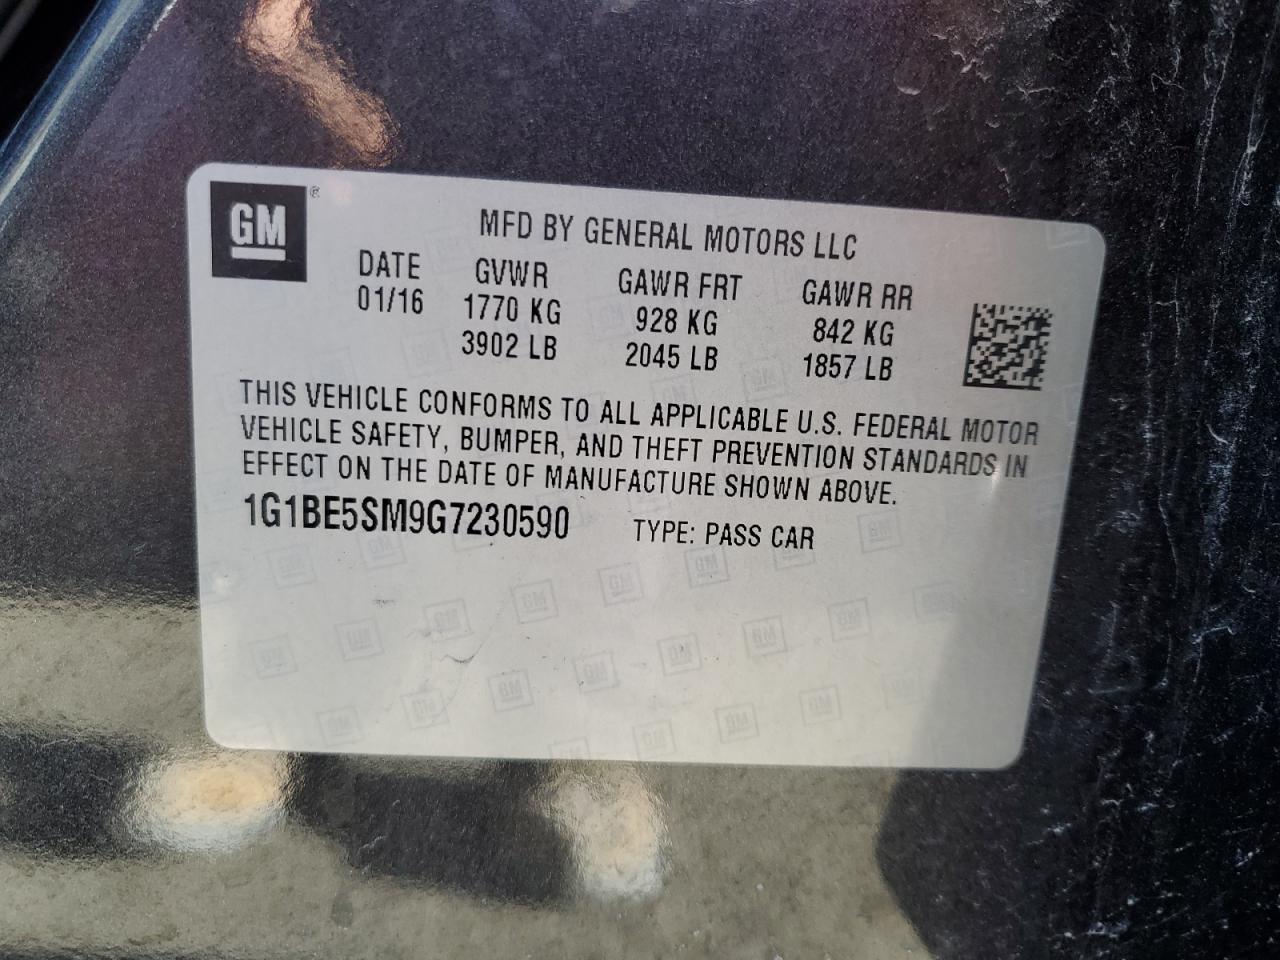 GM ®
MFD BY GENERAL MOTORS LLC
DATE GVWR GAWR FRT GAWR RR
01/16 1770 KG 928 KG 842 KG
3902 LB 2045 LB 1857 LB
THIS VEHICLE CONFORMS TO ALL APPLICABLE U.S. FEDERAL MOTOR
VEHICLE SAFETY, BUMPER, AND THEFT PREVENTION STANDARDS IN
EFFECT ON THE DATE OF MANUFACTURE SHOWN ABOVE.
1G1BE5SM9G7230590 TYPE: PASS CAR